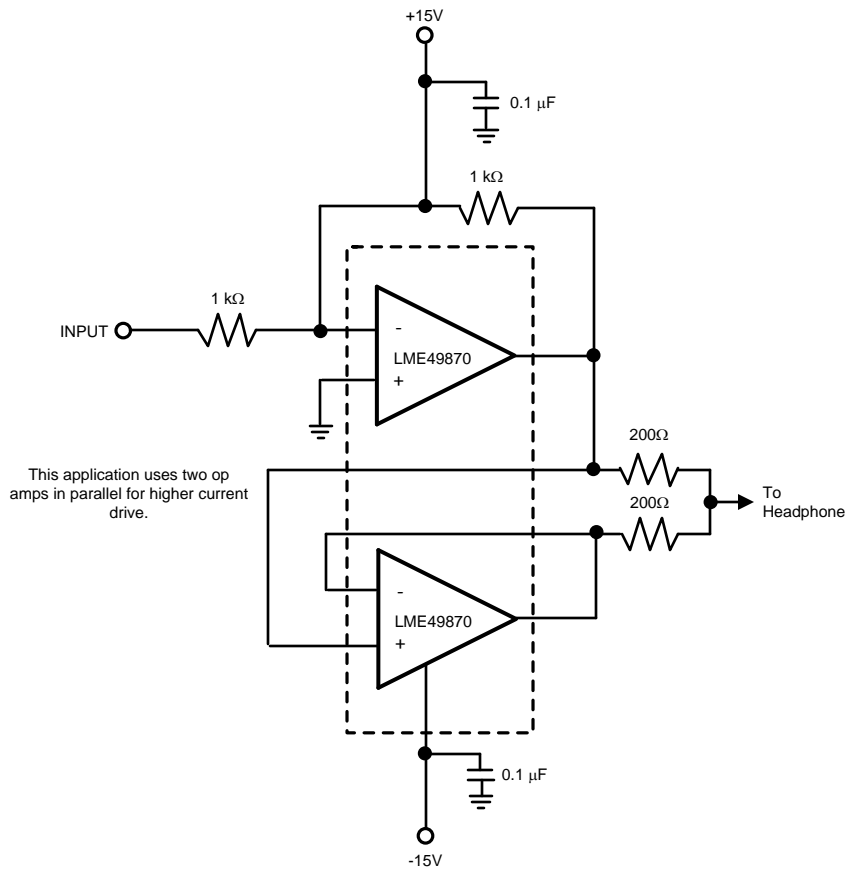 +15V
0.1 μF
1 kΩ
1 kΩ
INPUT
-
LME49870
+
200Ω
This application uses two op
amps in parallel for higher current
drive.
To
Headphone
200Ω
-
LME49870
+
0.1 μF
-15V